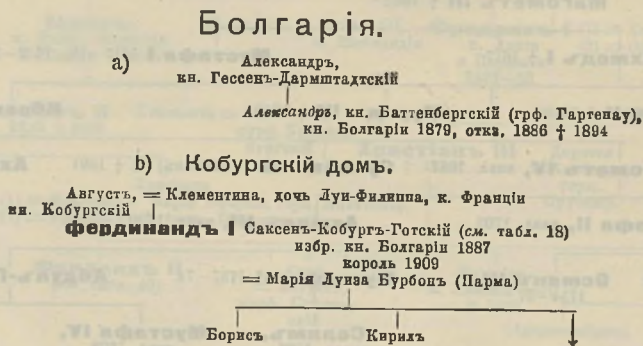 Болгарія.
a) Александръ,
кн. Гессенъ-Дармштадтскій
Александръ, кн. Баттенбергскій (грф. Гартенау),
кн. Болгаріи 1879, отка, 1886 † 1894
b) Кобургскій домъ.
Августъ, = Клементина, дочь Луи-Филиппа, к. Франціи
кн. Кобургскій
фердинандъ I Саксенъ-Кобургъ-Готскій (см. табл. 18)
избр. кн. Болгаріи 1887
король 1909
= Марія Луиза Бурбонъ (Парма)
Борисъ Кирилъ